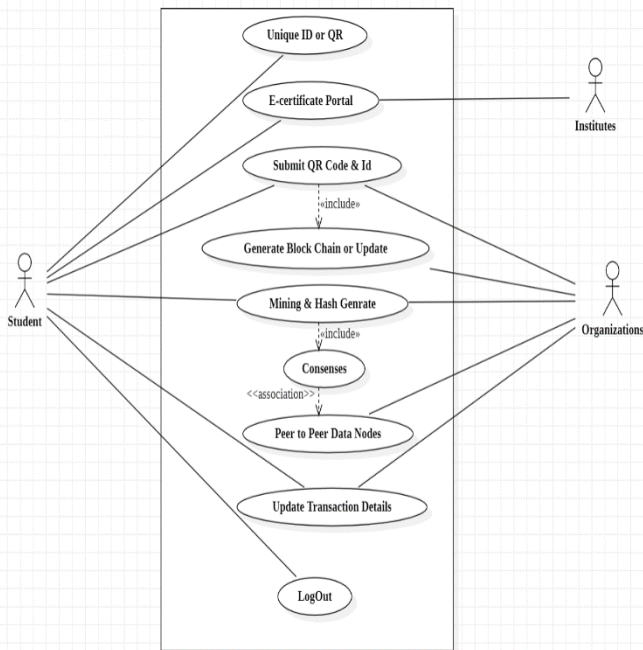 Unique ID or QR
E-certificate Portal
Institutes
Submit QR Code & Id
«include»
Generate Block Chain or Update
Mining & Hash Genrate
Student
Organizations
«include»
Consenses
<<association>>
Peer to Peer Data Nodes
Update Transaction Details
LogOut